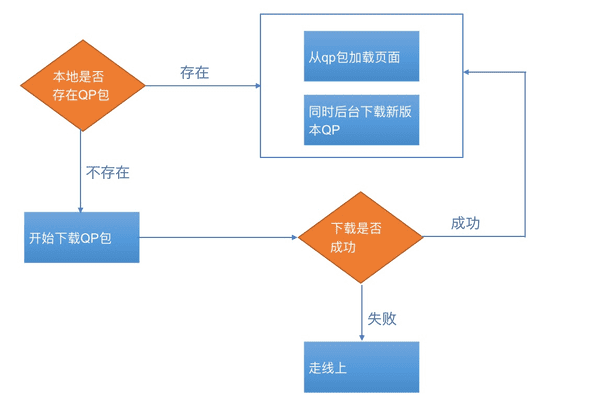 本地是否
存在QP包
存在
从qp包加载页面
同时后台下载新版
本QP
不存在
开始下载QP包
下载是否
成功
成功
失败
走线上